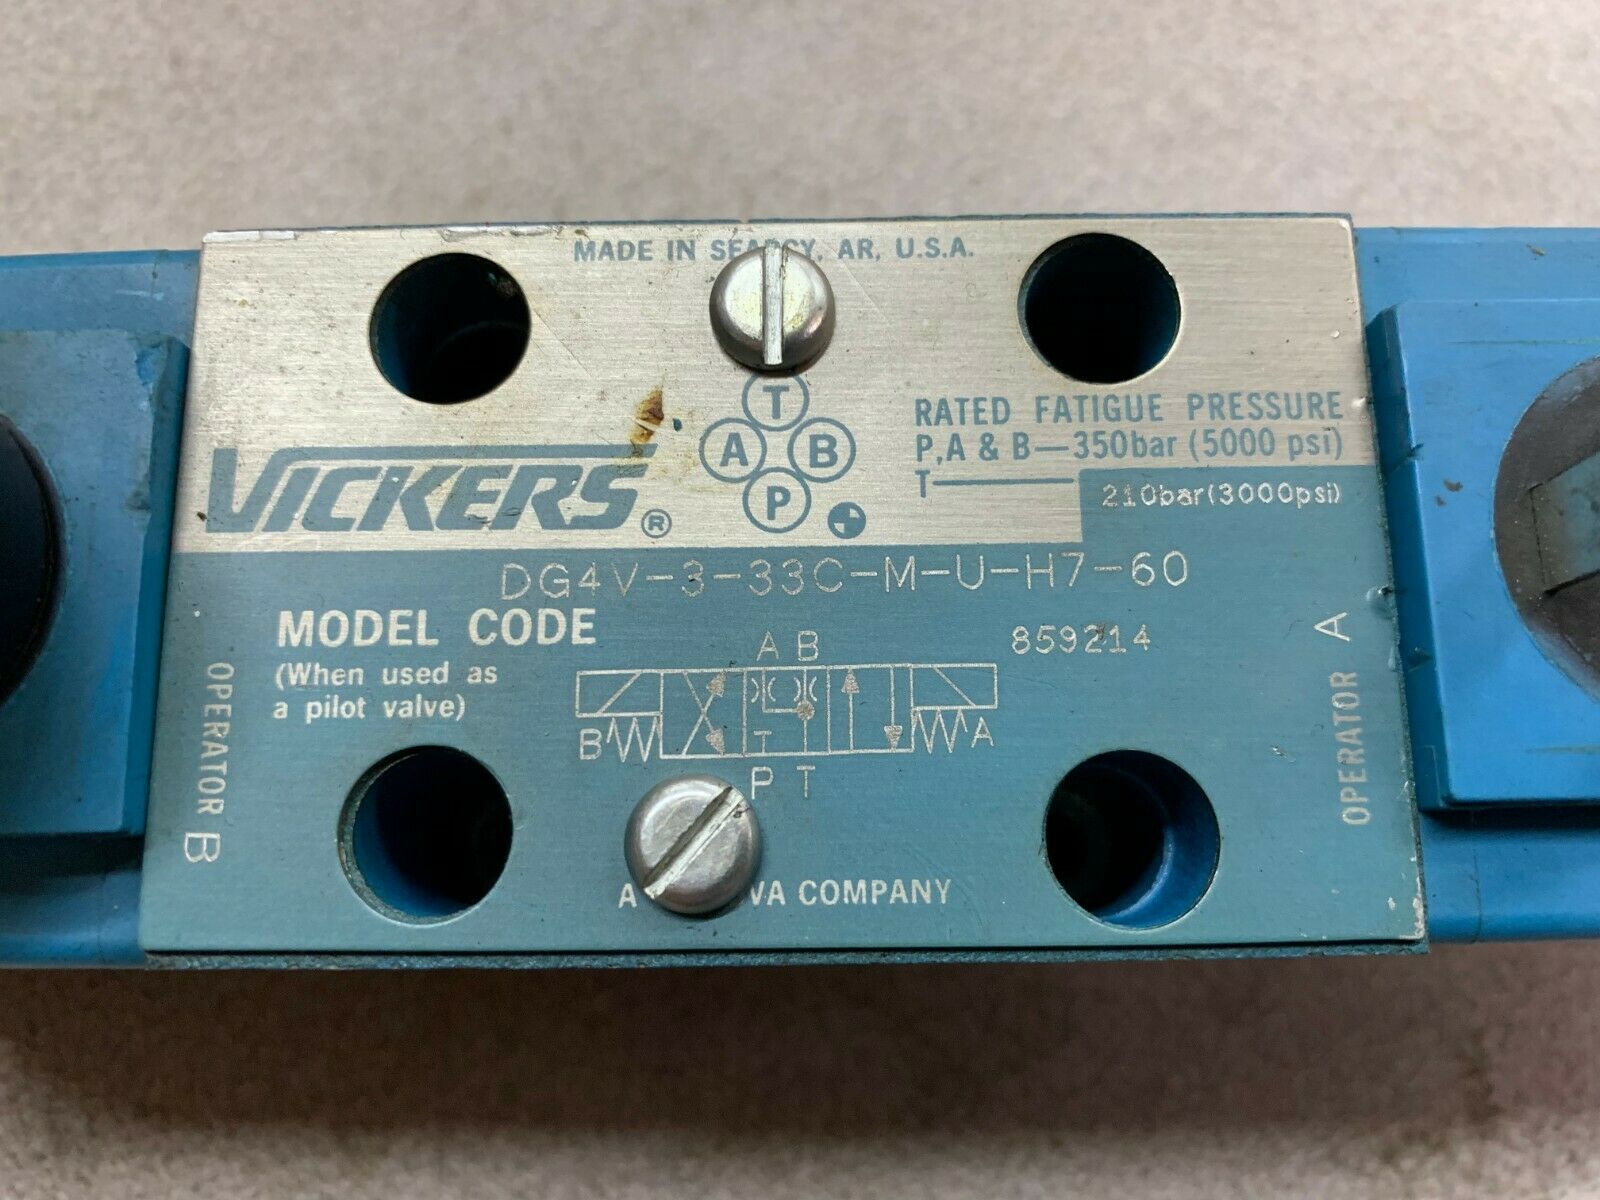 MADE IN SEARCY, AR, U.S.A.
T
A B
P
VICKERS ®
RATED FATIGUE PRESSURE
P,A & B—350bar (5000 psi)
T— 210bar(3000psi)
DG4V-3-33C-M-U-H7-60
MODEL CODE
859214
(When used as
a pilot valve)
A B
B A
T
P T
OPERATOR B
OPERATOR A
A COMPANY